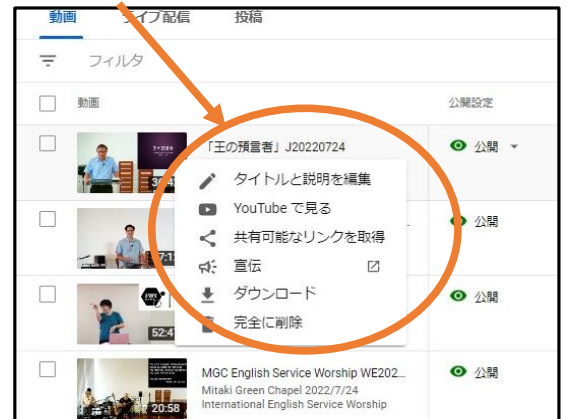 動画 ライブ配信 投稿
フィルタ
動画 公開設定
「王の預言者」J20220724 公開
タイトルと説明を編集
YouTube で見る
公開
共有可能なリンクを取得
宣伝
ダウンロード
公開
完全に削除
52:4
MGC English Service Worship WE202... 公開
Mitaki Green Chapel 2022/7/24
International English Service Worship
20:58